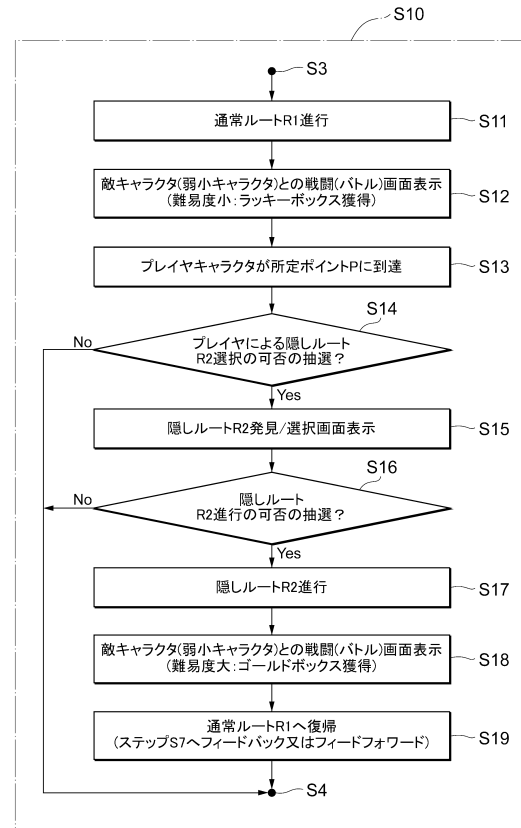 S10
S3
通常ルートR1進行
S11
敵キャラクタ(弱小キャラクタ)との戦闘(バトル)画面表示
(難易度小:ラッキーボックス獲得)
S12
プレイヤキャラクタが所定ポイントPに到達
S13
S14
No
プレイヤによる隠しルート
R2選択の可否の抽選？
Yes
隠しルートR2発見/選択画面表示
S15
S16
No
隠しルート
R2進行の可否の抽選？
Yes
隠しルートR2進行
S17
敵キャラクタ(弱小キャラクタ)との戦闘(バトル)画面表示
(難易度大:ゴールドボックス獲得)
S18
通常ルートR1へ復帰
(ステップS7へフィードバック又はフィードフォワード)
S19
S4